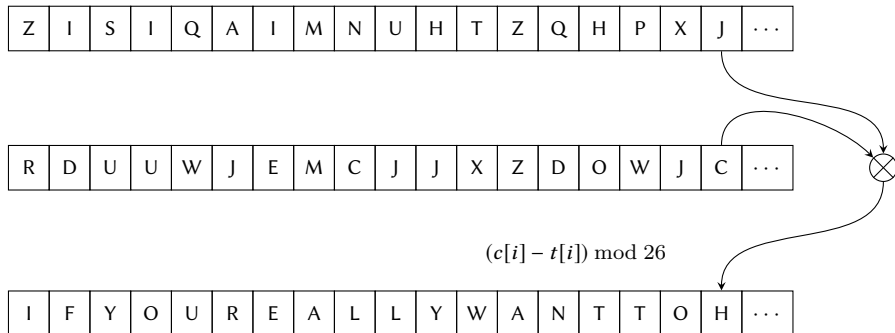 Z I S I Q A I M N U H T Z Q H P X J ···
R D U U W J E M C J J X Z D O W J C ···
(c[i] − t[i]) mod 26
I F Y O U R E A L L Y W A N T T O H ···